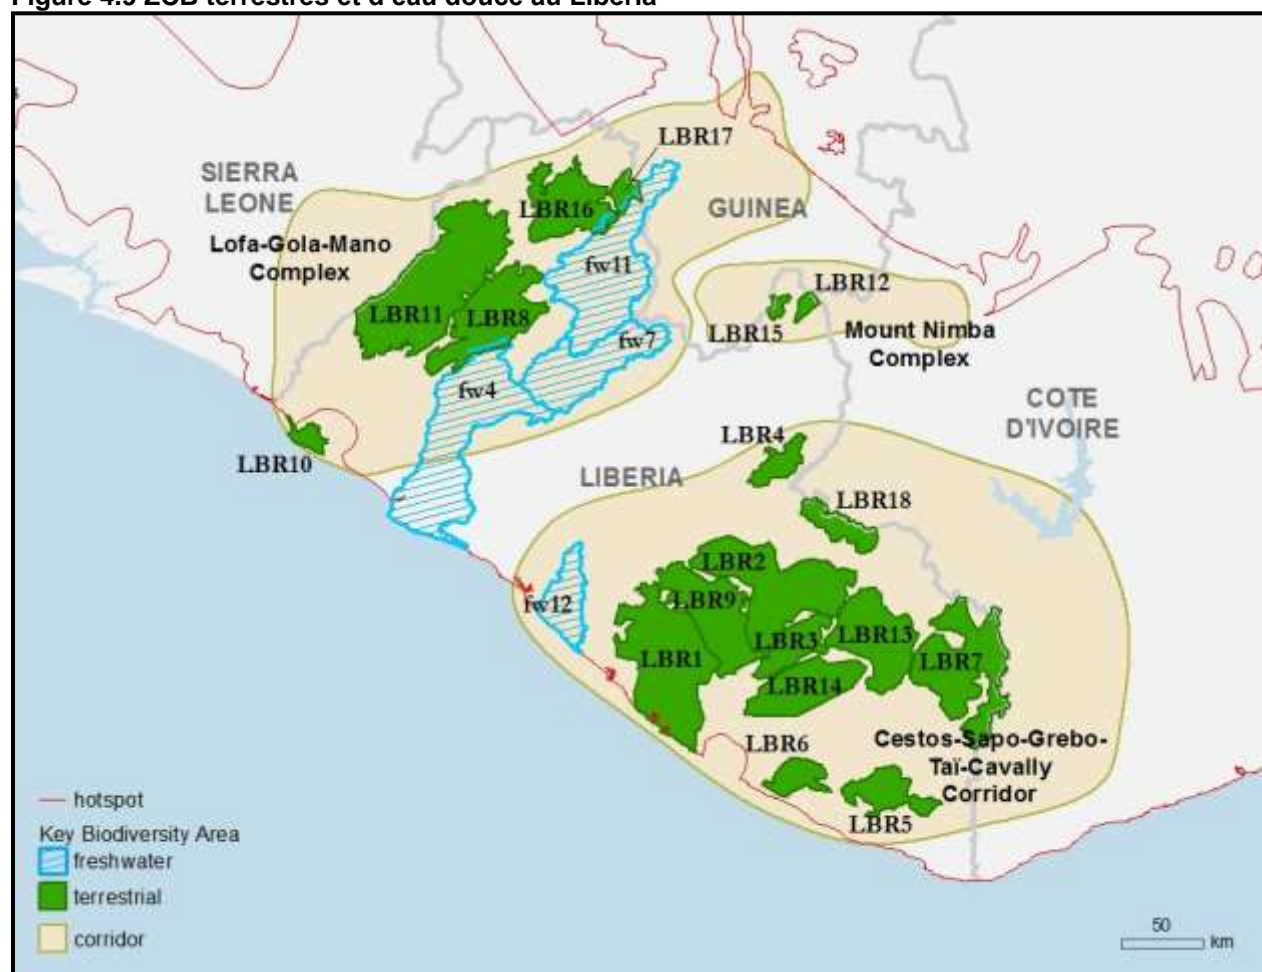 Figure 4.9 ZCB terrestres et d'eau douce au Liberia
LBR17
SIERRA
LEONE
LBR16
GUINEA
Lofa-Gola-Mano
Complex
fw11
LBR12
LBR11
LBR8
LBR15
Mount Nimba
Complex
fw7
fw4
COTE
D'IVOIRE
LBR4
LBR10
LIBERIA
LBR18
LBR2
LBR9
fw12
LBR3
LBR13
LBR1
LBR7
LBR14
LBR6
Cestos-Sapo-Grebo-
Taï-Cavally
Corridor
LBR5
hotspot
Key Biodiversity Area
freshwater
terrestrial
corridor
50
km